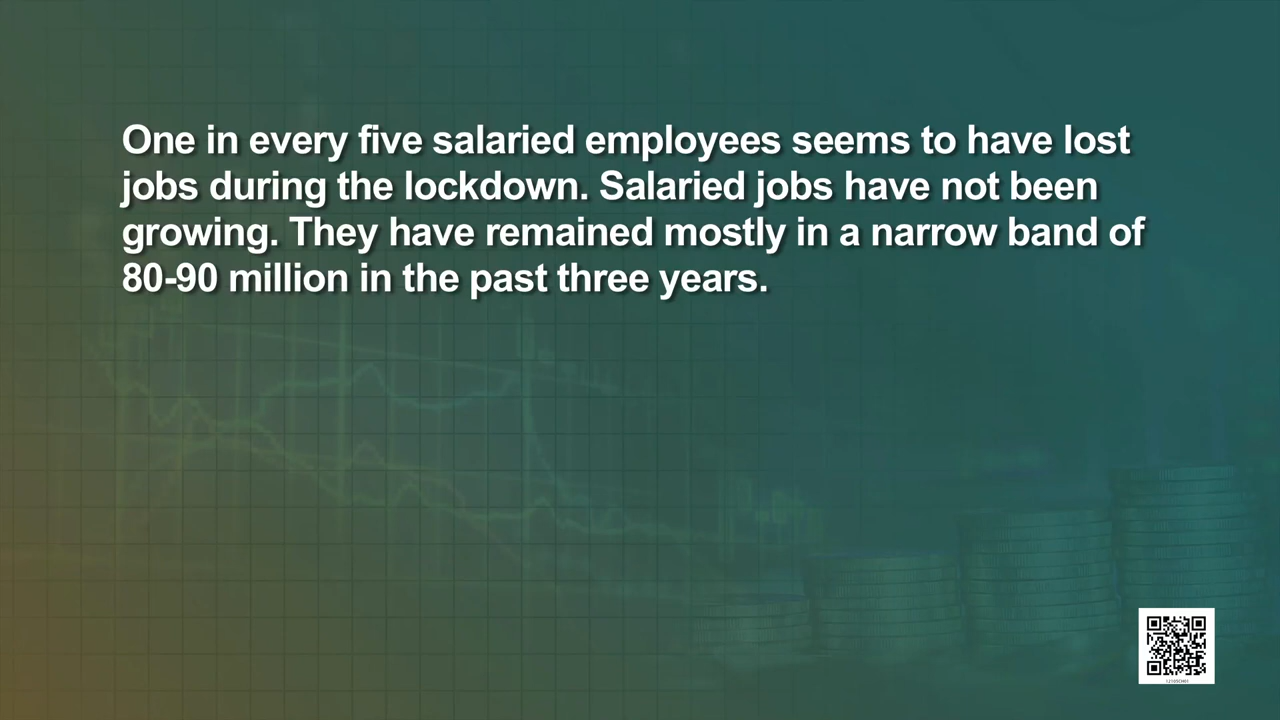 One in every five salaried employees seems to have lost
jobs during the lockdown. Salaried jobs have not been
growing. They have remained mostly in a narrow band of
80-90 million in the past three years.